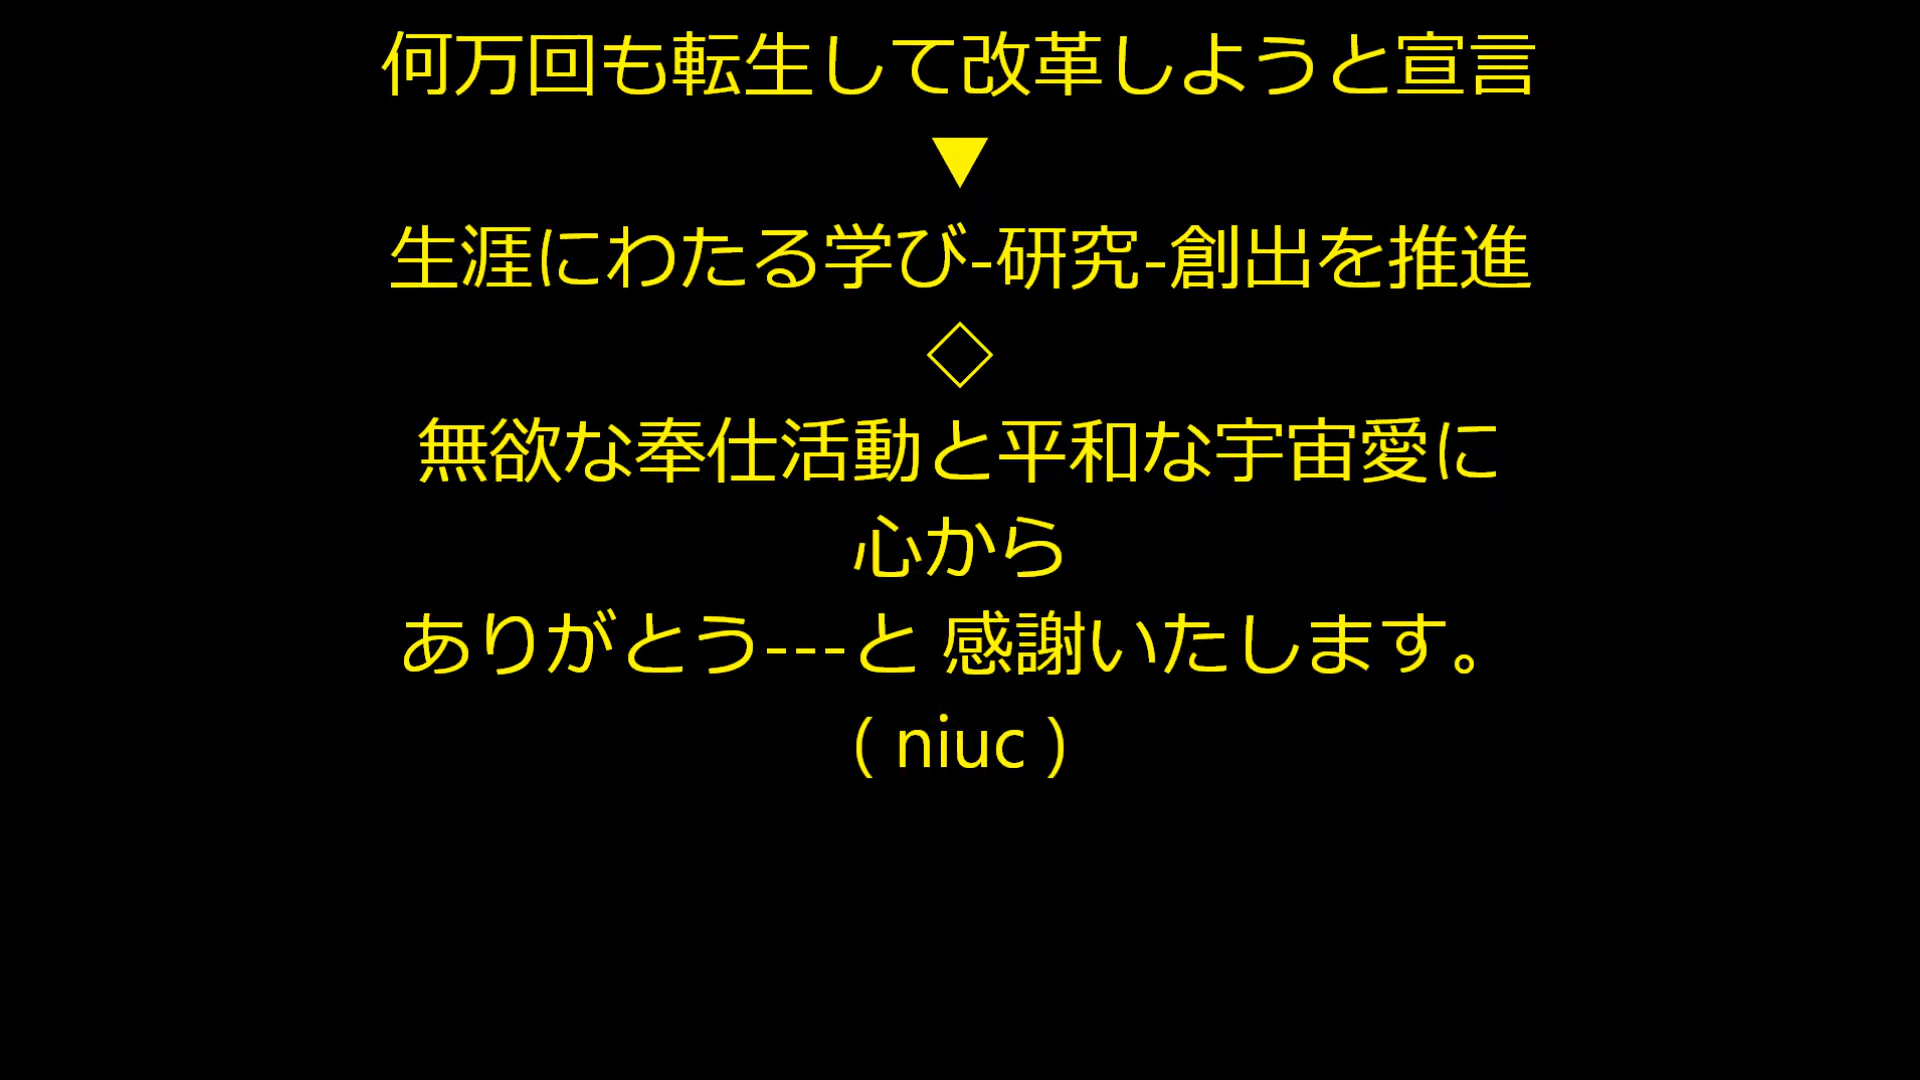 何万回も転生して改革しようと宣言
▼
生涯にわたる学び-研究-創出を推進
◇
無欲な奉仕活動と平和な宇宙愛に
心から
ありがとう---と 感謝いたします。
( niuc )